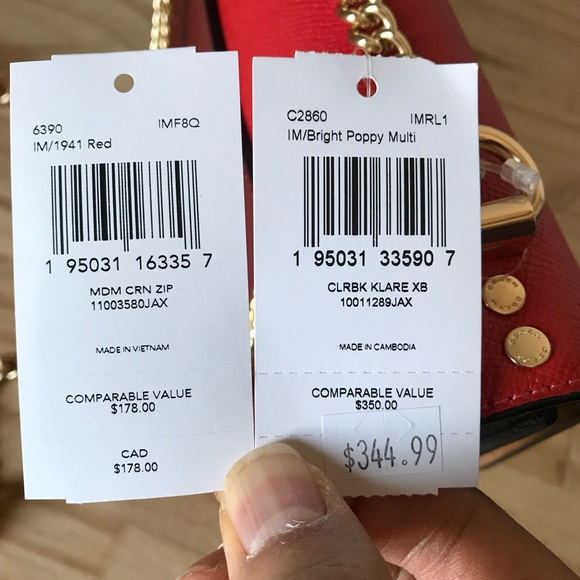 6390 IMF8Q
IM/1941 Red
1 95031 16335 7
MDM CRN ZIP
11003580JAX
MADE IN VIETNAM
COMPARABLE VALUE
$178.00
CAD
$178.00
C2860 IMRL1
IM/Bright Poppy Multi
1 95031 33590 7
CLRBK KLARE XB
10011289JAX
MADE IN CAMBODIA
COMPARABLE VALUE
$350.00
$344.99
COACH
COACH